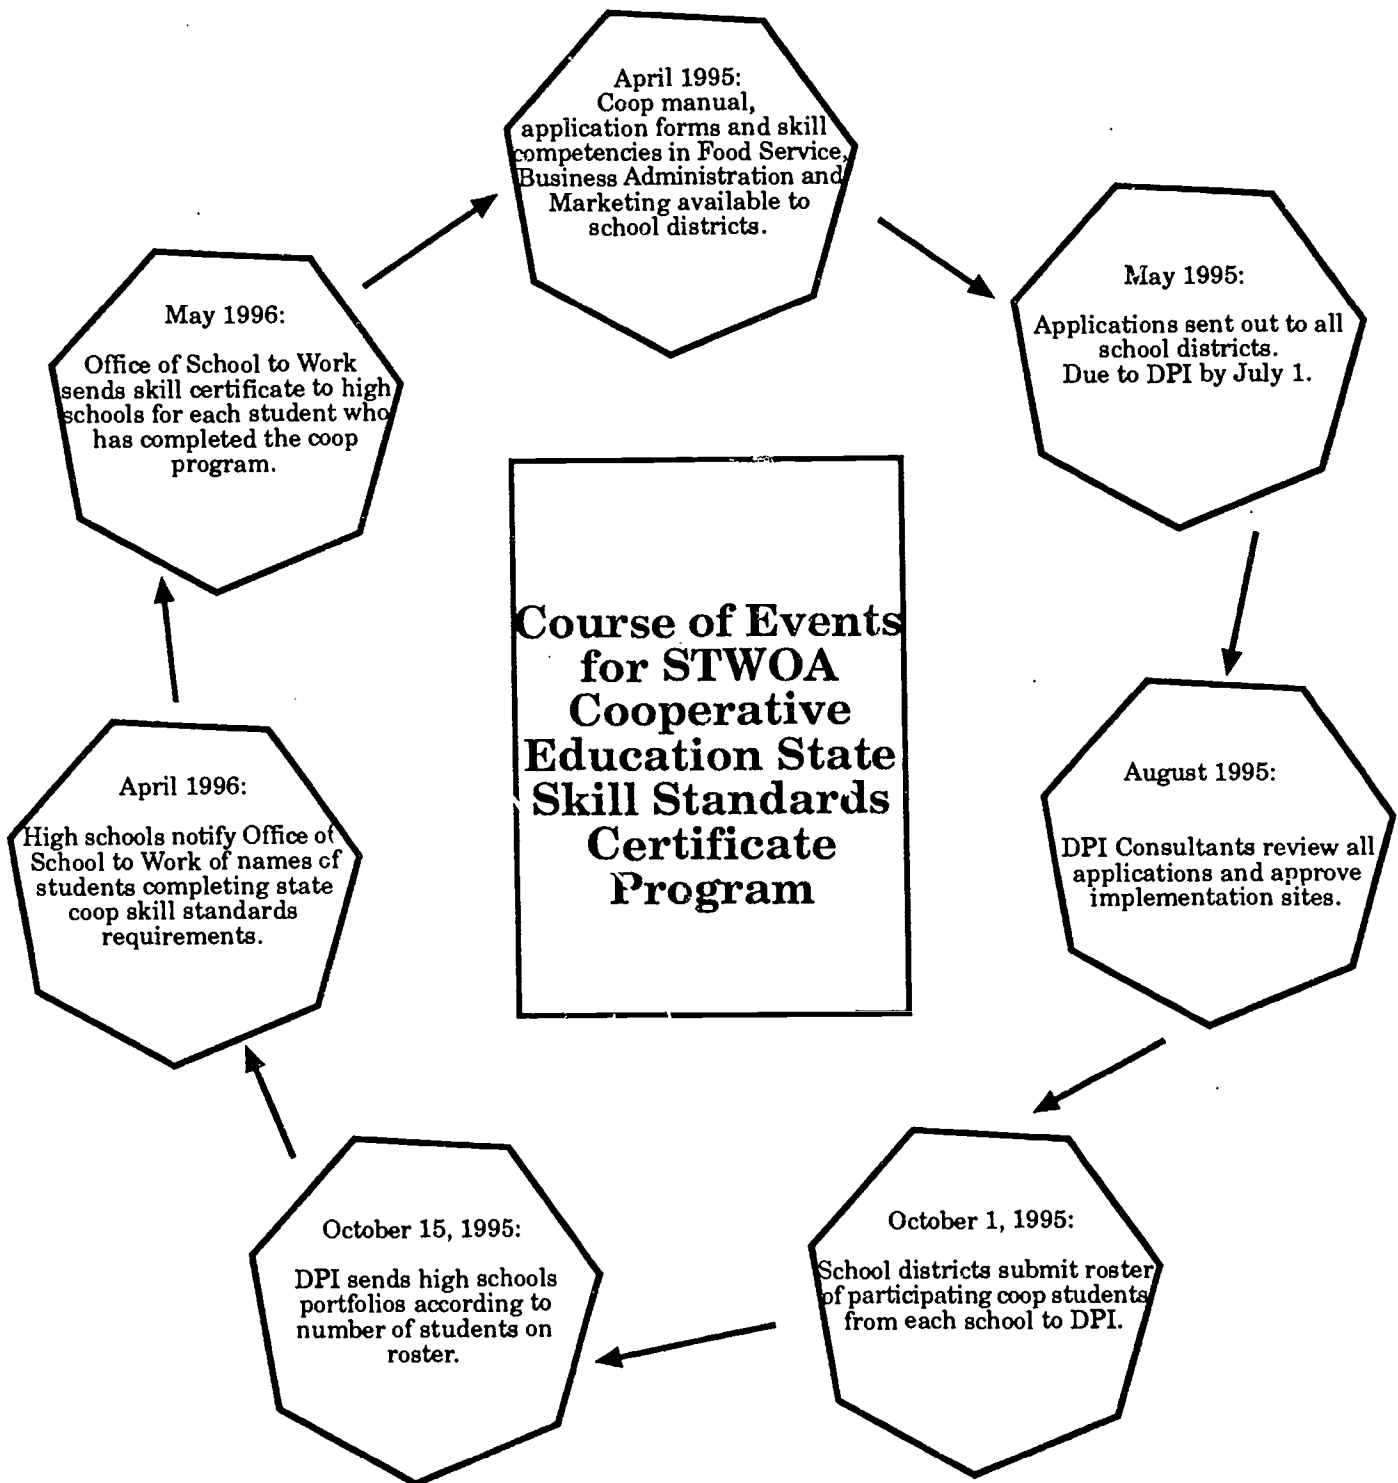 April 1995:
Coop manual,
application forms and skill
competencies in Food Service,
Business Administration and
Marketing available to
school districts.
May 1995:
Applications sent out to all
school districts.
Due to DPI by July 1.
August 1995:
DPI Consultants review all
applications and approve
implementation sites.
October 1, 1995:
School districts submit roster
of participating coop students
from each school to DPI.
October 15, 1995:
DPI sends high schools
portfolios according to
number of students on
roster.
April 1996:
High schools notify Office of
School to Work of names of
students completing state
coop skill standards
requirements.
May 1996:
Office of School to Work
sends skill certificate to high
schools for each student who
has completed the coop
program.
Course of Events
for STWOA
Cooperative
Education State
Skill Standards
Certificate
Program